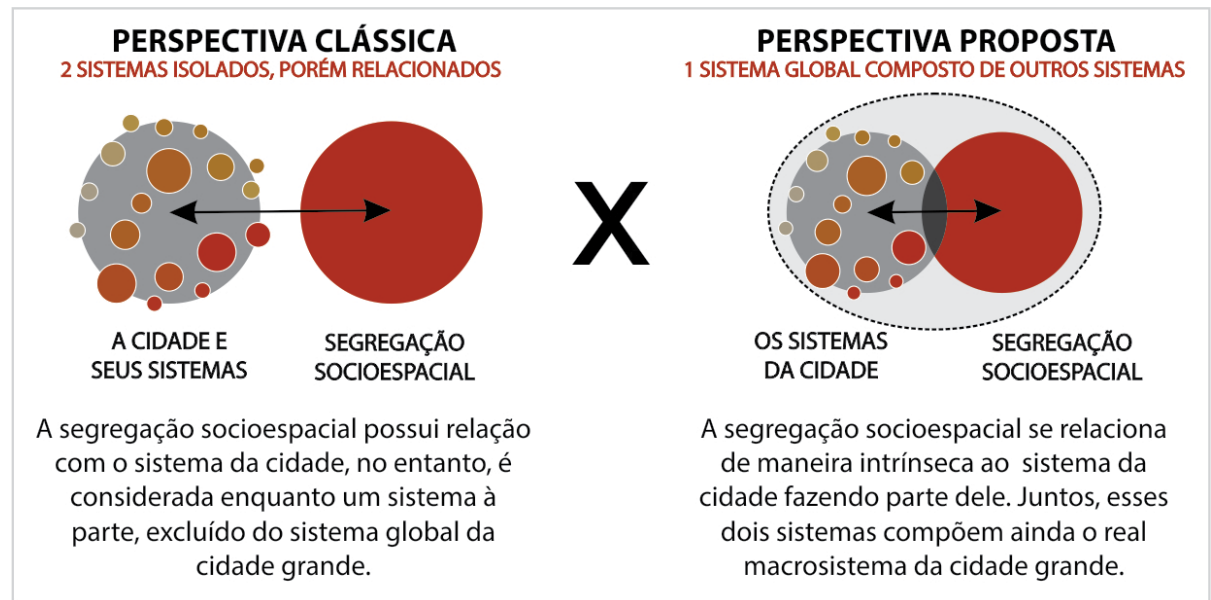 PERSPECTIVA CLÁSSICA
2 SISTEMAS ISOLADOS, PORÉM RELACIONADOS
A CIDADE E
SEUS SISTEMAS
SEGREGAÇÃO
SOCIOESPACIAL
A segregação socioespacial possui relação
com o sistema da cidade, no entanto, é
considerada enquanto um sistema à
parte, excluído do sistema global da
cidade grande.
X
PERSPECTIVA PROPOSTA
1 SISTEMA GLOBAL COMPOSTO DE OUTROS SISTEMAS
OS SISTEMAS
DA CIDADE
SEGREGAÇÃO
SOCIOESPACIAL
A segregação socioespacial se relaciona
de maneira intrínseca ao sistema da
cidade fazendo parte dele. Juntos, esses
dois sistemas compõem ainda o real
macrosistema da cidade grande.